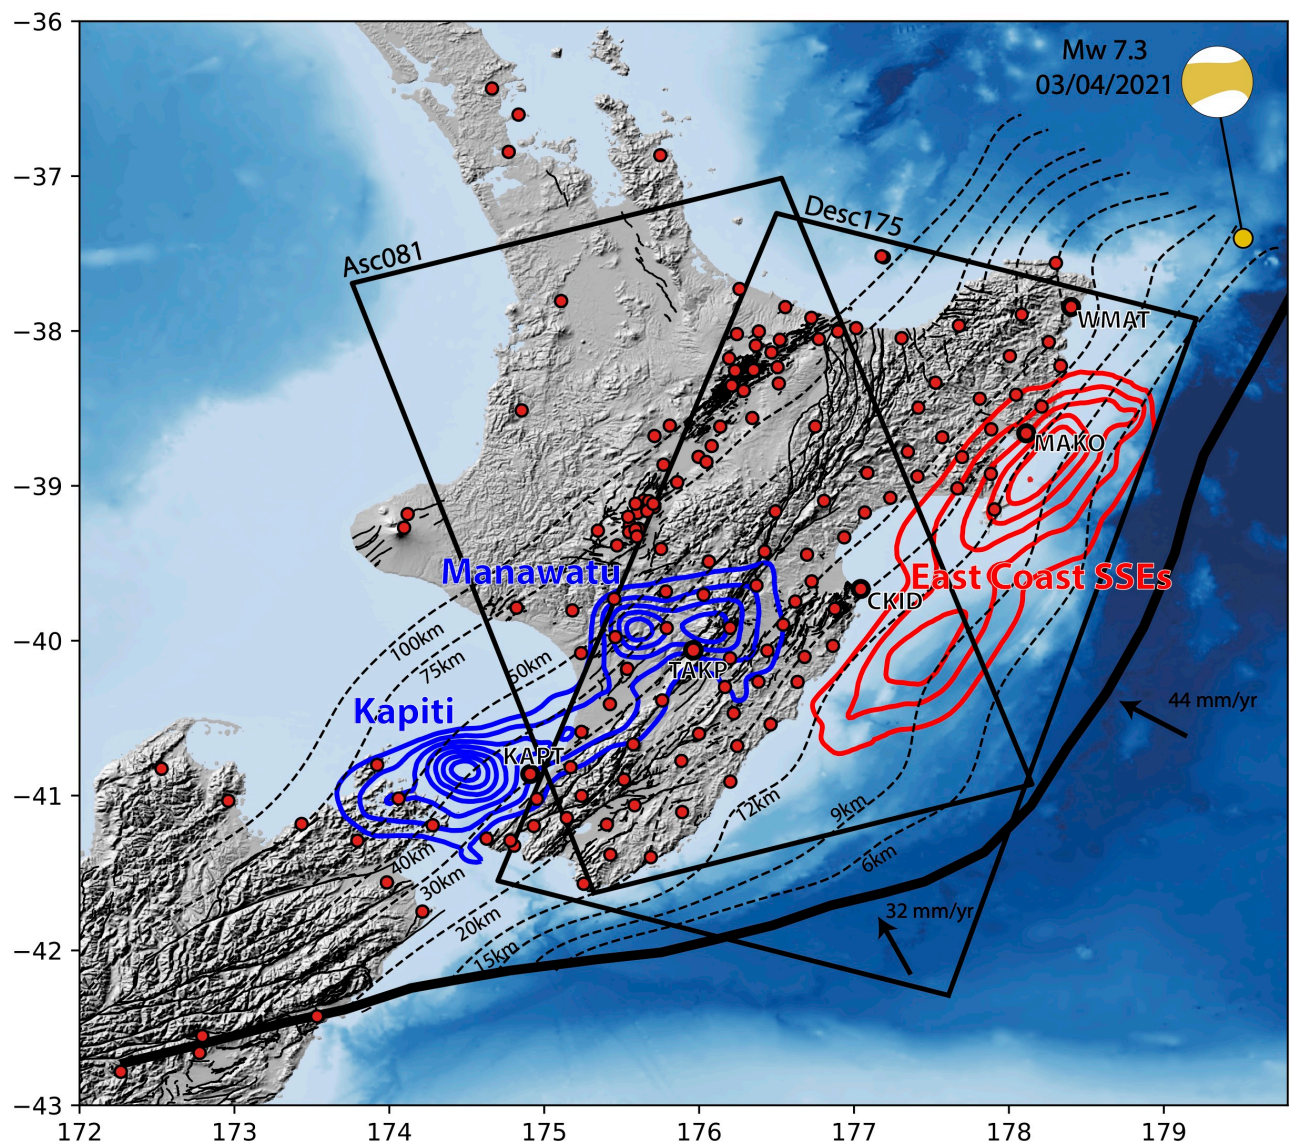 −36
−37
−38
−39
−40
−41
−42
−43
172
173
174
175
176
177
178
179
Mw 7.3
03/04/2021
Desc175
Asc081
WMAT
MAKO
Manawatu
East Coast SSEs
CKID
100km
75km
50km
TAKP
44 mm/yr
Kapiti
KAPT
12km
9km
40km
30km
6km
20km
32 mm/yr
15km